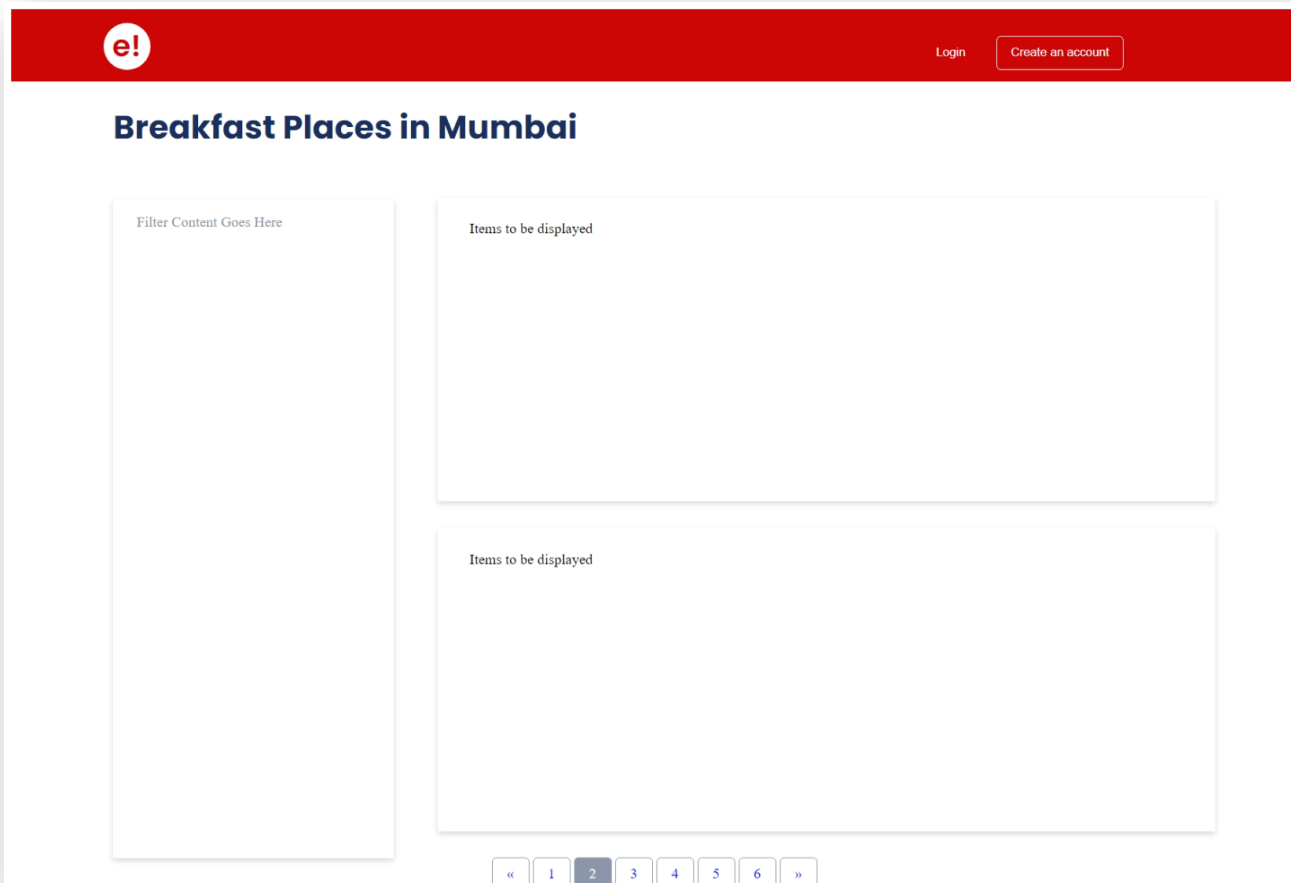 e!
Login
Create an account
Breakfast Places in Mumbai
Filter Content Goes Here
Items to be displayed
Items to be displayed
« 1 2 3 4 5 6 »